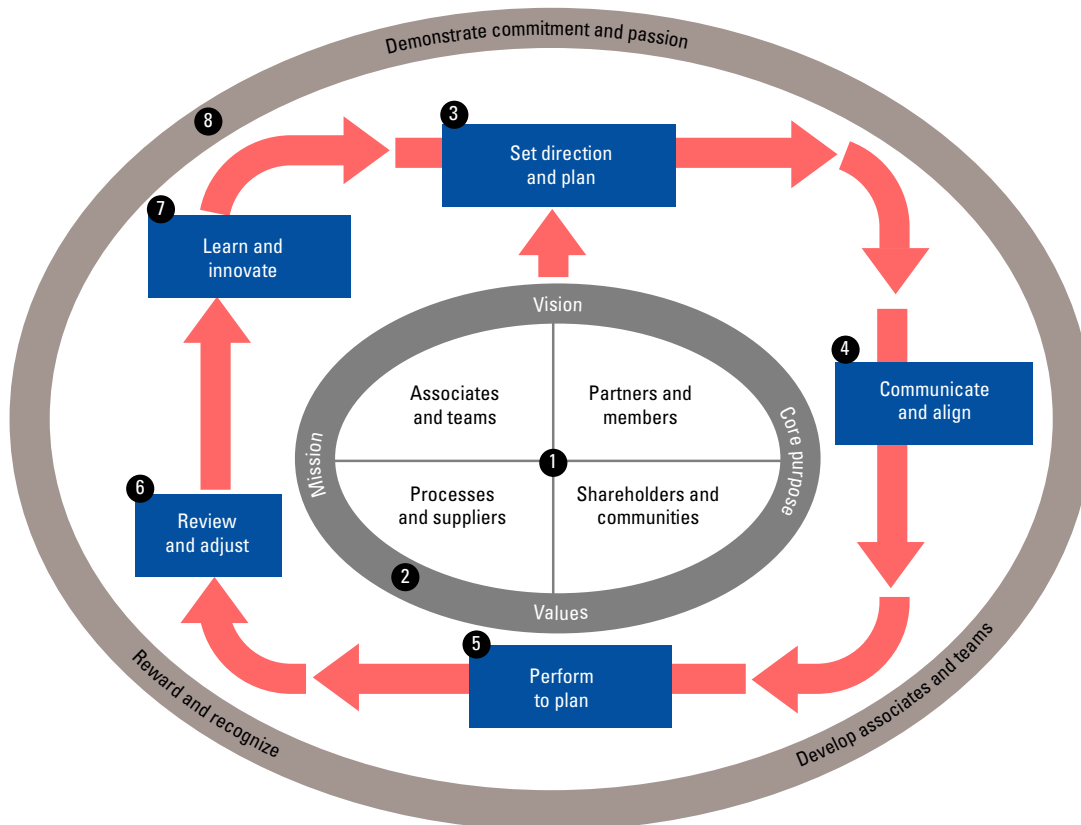 Demonstrate commitment and passion
8
3
Set direction
and plan
7
Learn and
innovate
Vision
4
Communicate
and align
Associates
and teams
Partners and
members
Mission
1
Core purpose
6
Review
and adjust
Processes
and suppliers
Shareholders and
communities
2
Values
5
Perform
to plan
Reward and recognize
Develop associates and teams